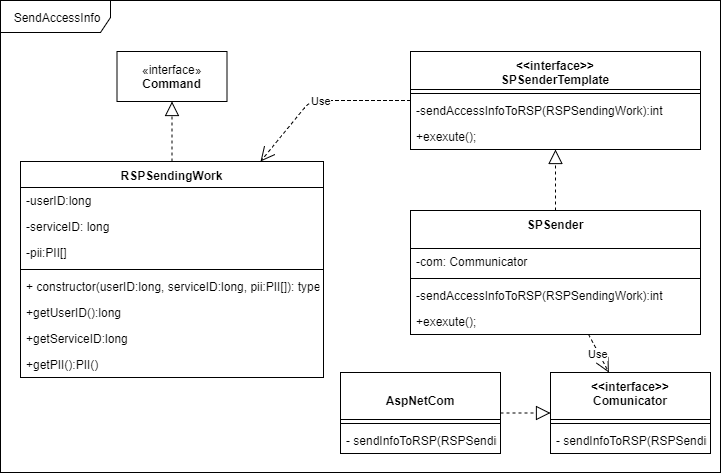 SendAccessInfo
«interface»
Command
<<interface>>
SPSenderTemplate
-sendAccessInfoToRSP(RSPSendingWork):int
+exexute();
Use
RSPSendingWork
-userID:long
-serviceID: long
-pii:PII[]
+ constructor(userID:long, serviceID:long, pii:PII[]): type
+getUserID():long
+getServiceID:long
+getPII():PII()
SPSender
-com: Communicator
-sendAccessInfoToRSP(RSPSendingWork):int
+exexute();
Use
AspNetCom
- sendInfoToRSP(RSPSendi
<<interface>>
Comunicator
- sendInfoToRSP(RSPSendi